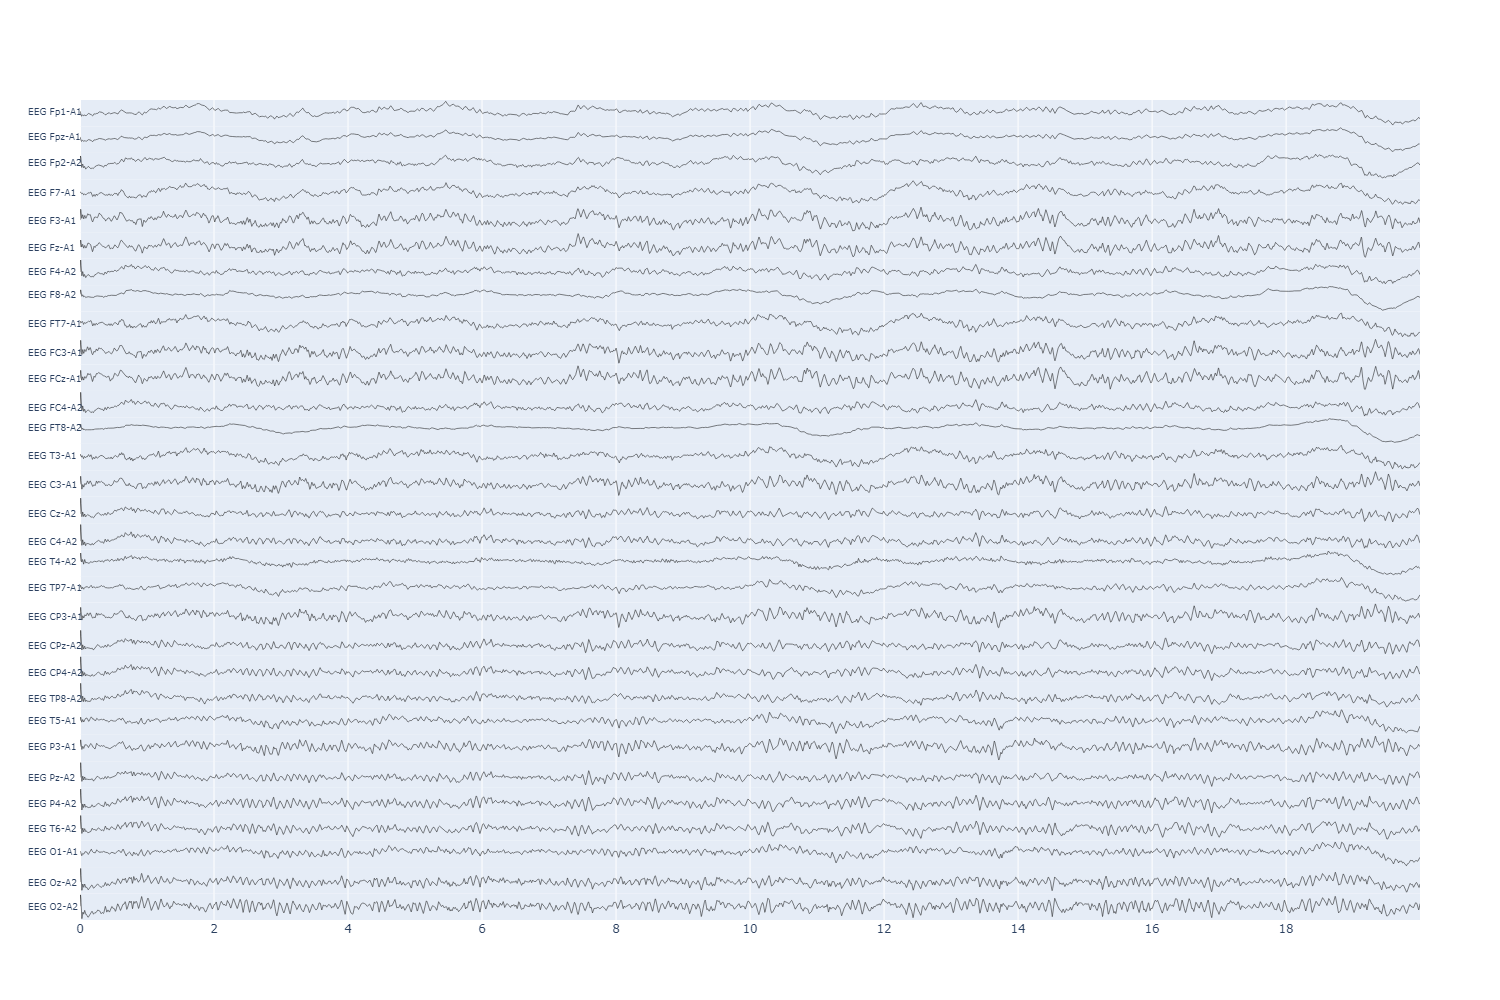 EEG Fp1-A1
EEG Fpz-A1
EEG Fp2-A2
EEG F7-A1
EEG F3-A1
EEG Fz-A1
EEG F4-A2
EEG F8-A2
EEG FT7-A1
EEG FC3-A1
EEG FCz-A1
EEG FC4-A2
EEG FT8-A2
EEG T3-A1
EEG C3-A1
EEG Cz-A2
EEG C4-A2
EEG T4-A2
EEG TP7-A1
EEG CP3-A1
EEG CPz-A2
EEG CP4-A2
EEG TP8-A2
EEG T5-A1
EEG P3-A1
EEG Pz-A2
EEG P4-A2
EEG T6-A2
EEG O1-A1
EEG Oz-A2
EEG O2-A2
0 2 4 6 8 10 12 14 16 18